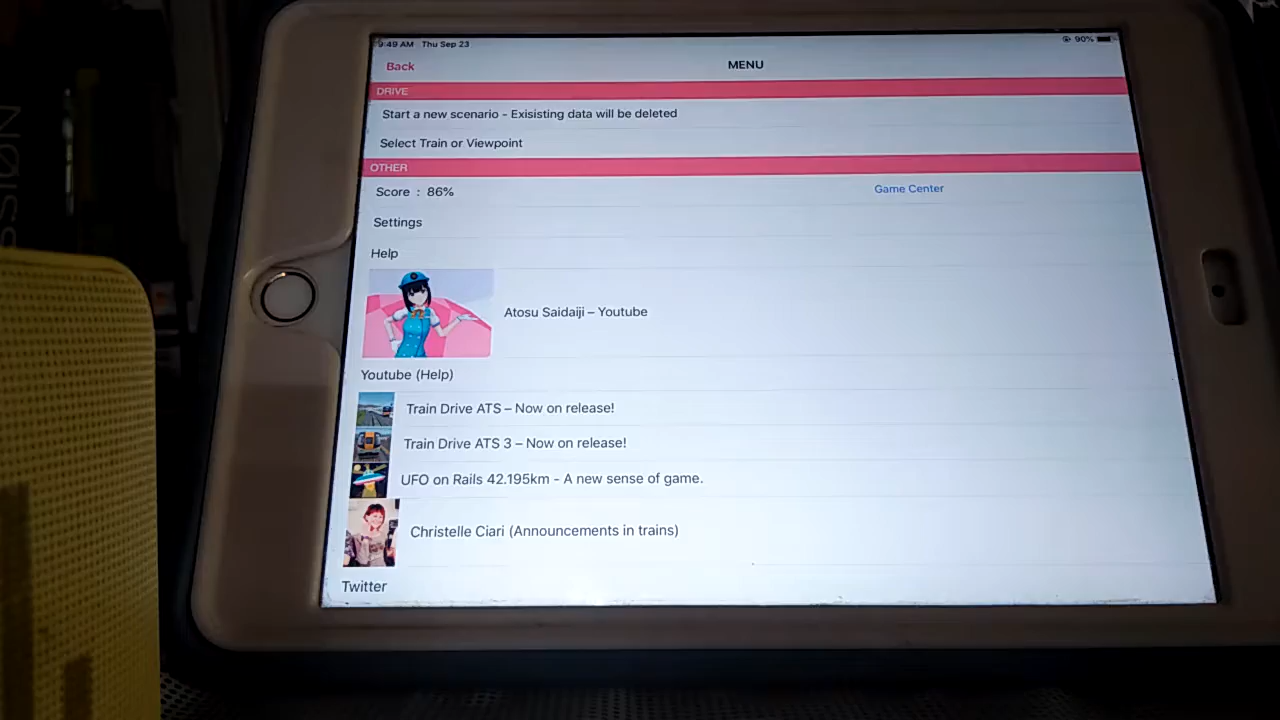 9:49 AM Thu Sep 23
90%
Back
MENU
DRIVE
Start a new scenario - Exisisting data will be deleted
Select Train or Viewpoint
OTHER
Score : 86%
Game Center
Settings
Help
Atosu Saidaiji – Youtube
Youtube (Help)
Train Drive ATS – Now on release!
Train Drive ATS 3 – Now on release!
UFO on Rails 42.195km - A new sense of game.
Christelle Ciari (Announcements in trains)
Twitter